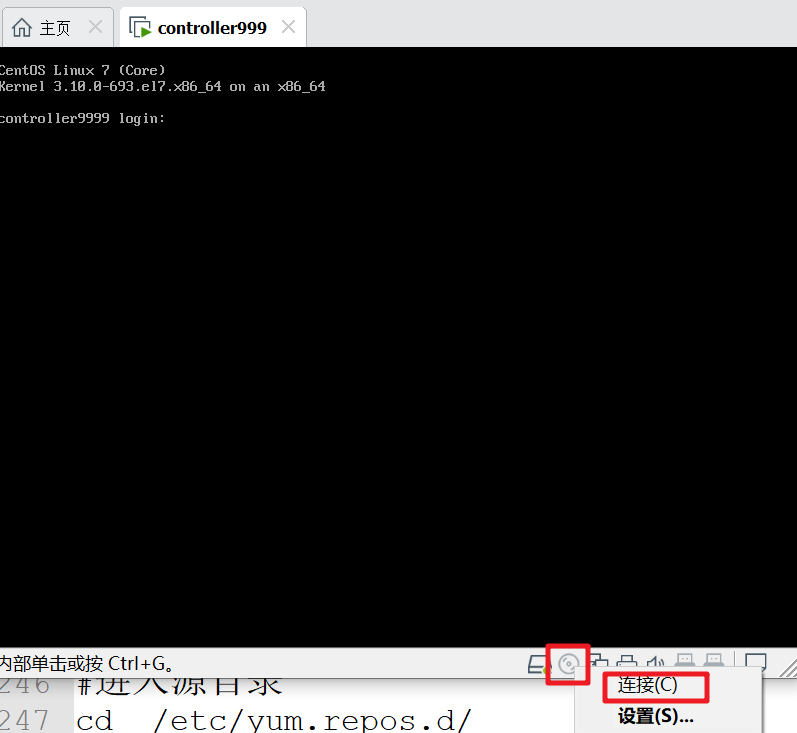 主页
controller999
CentOS Linux 7 (Core)
Kernel 3.10.0-693.el7.x86_64 on an x86_64
controller9999 login:
内部单击或按 Ctrl+G。
连接(C)
设置(S)...
246 #进入源目录
247 cd /etc/yum.repos.d/